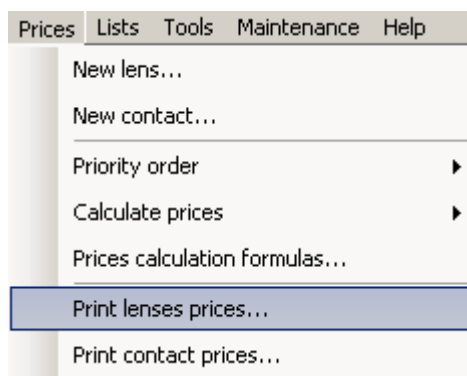 Prices Lists Tools Maintenance Help
New lens...
New contact...
Priority order
Calculate prices
Prices calculation formulas...
Print lenses prices...
Print contact prices...